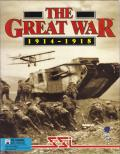 THE
GREAT WAR
1914-1918
SSI